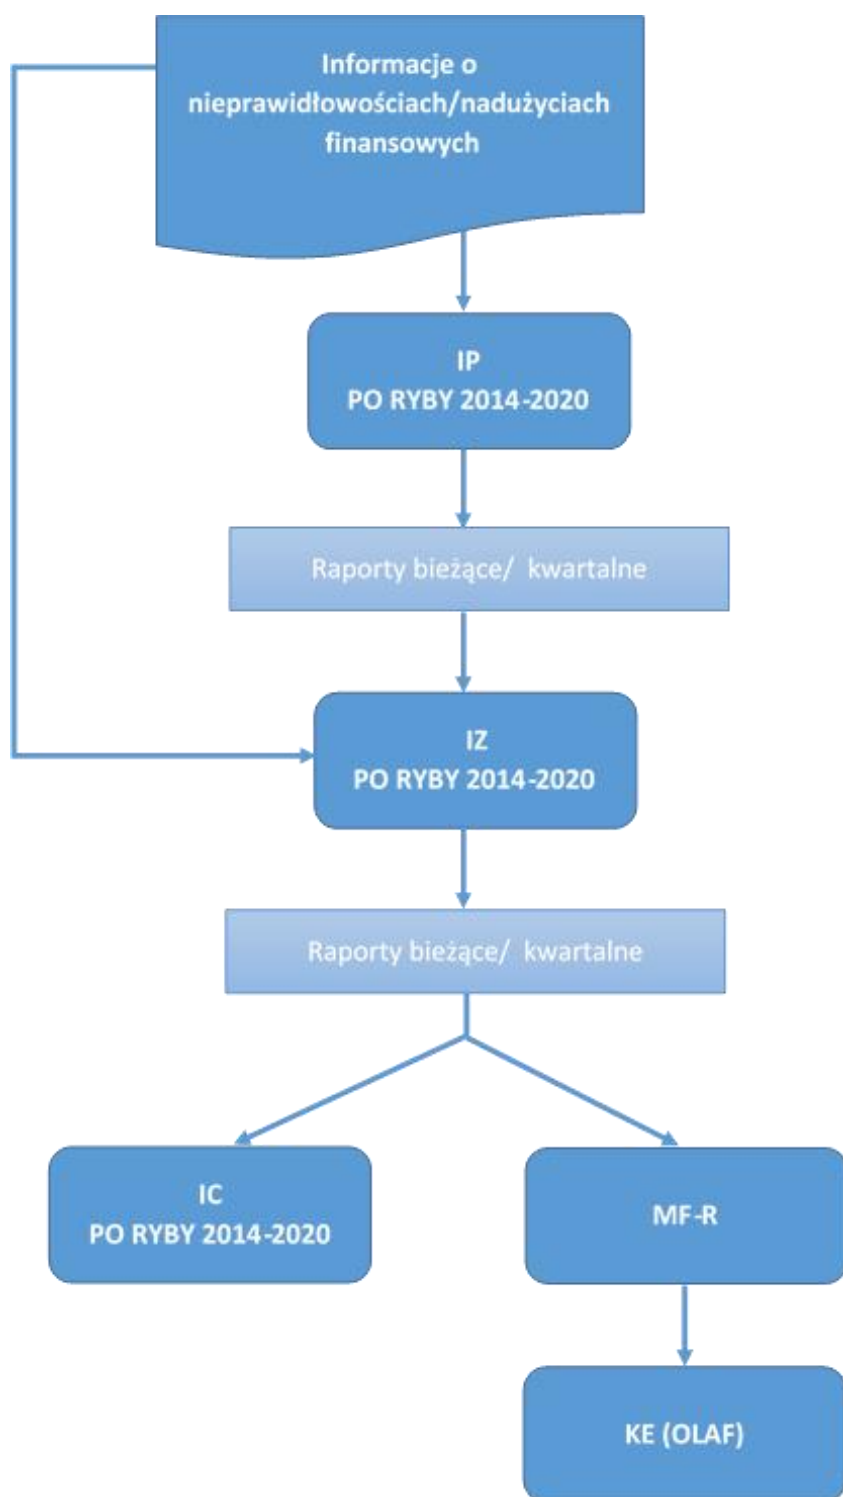 Informacje o
nieprawidłowościach/nadużyciach
finansowych
IP
PO RYBY 2014-2020
Raporty bieżące/ kwartalne
IZ
PO RYBY 2014-2020
Raporty bieżące/ kwartalne
IC
PO RYBY 2014-2020
MF-R
KE (OLAF)